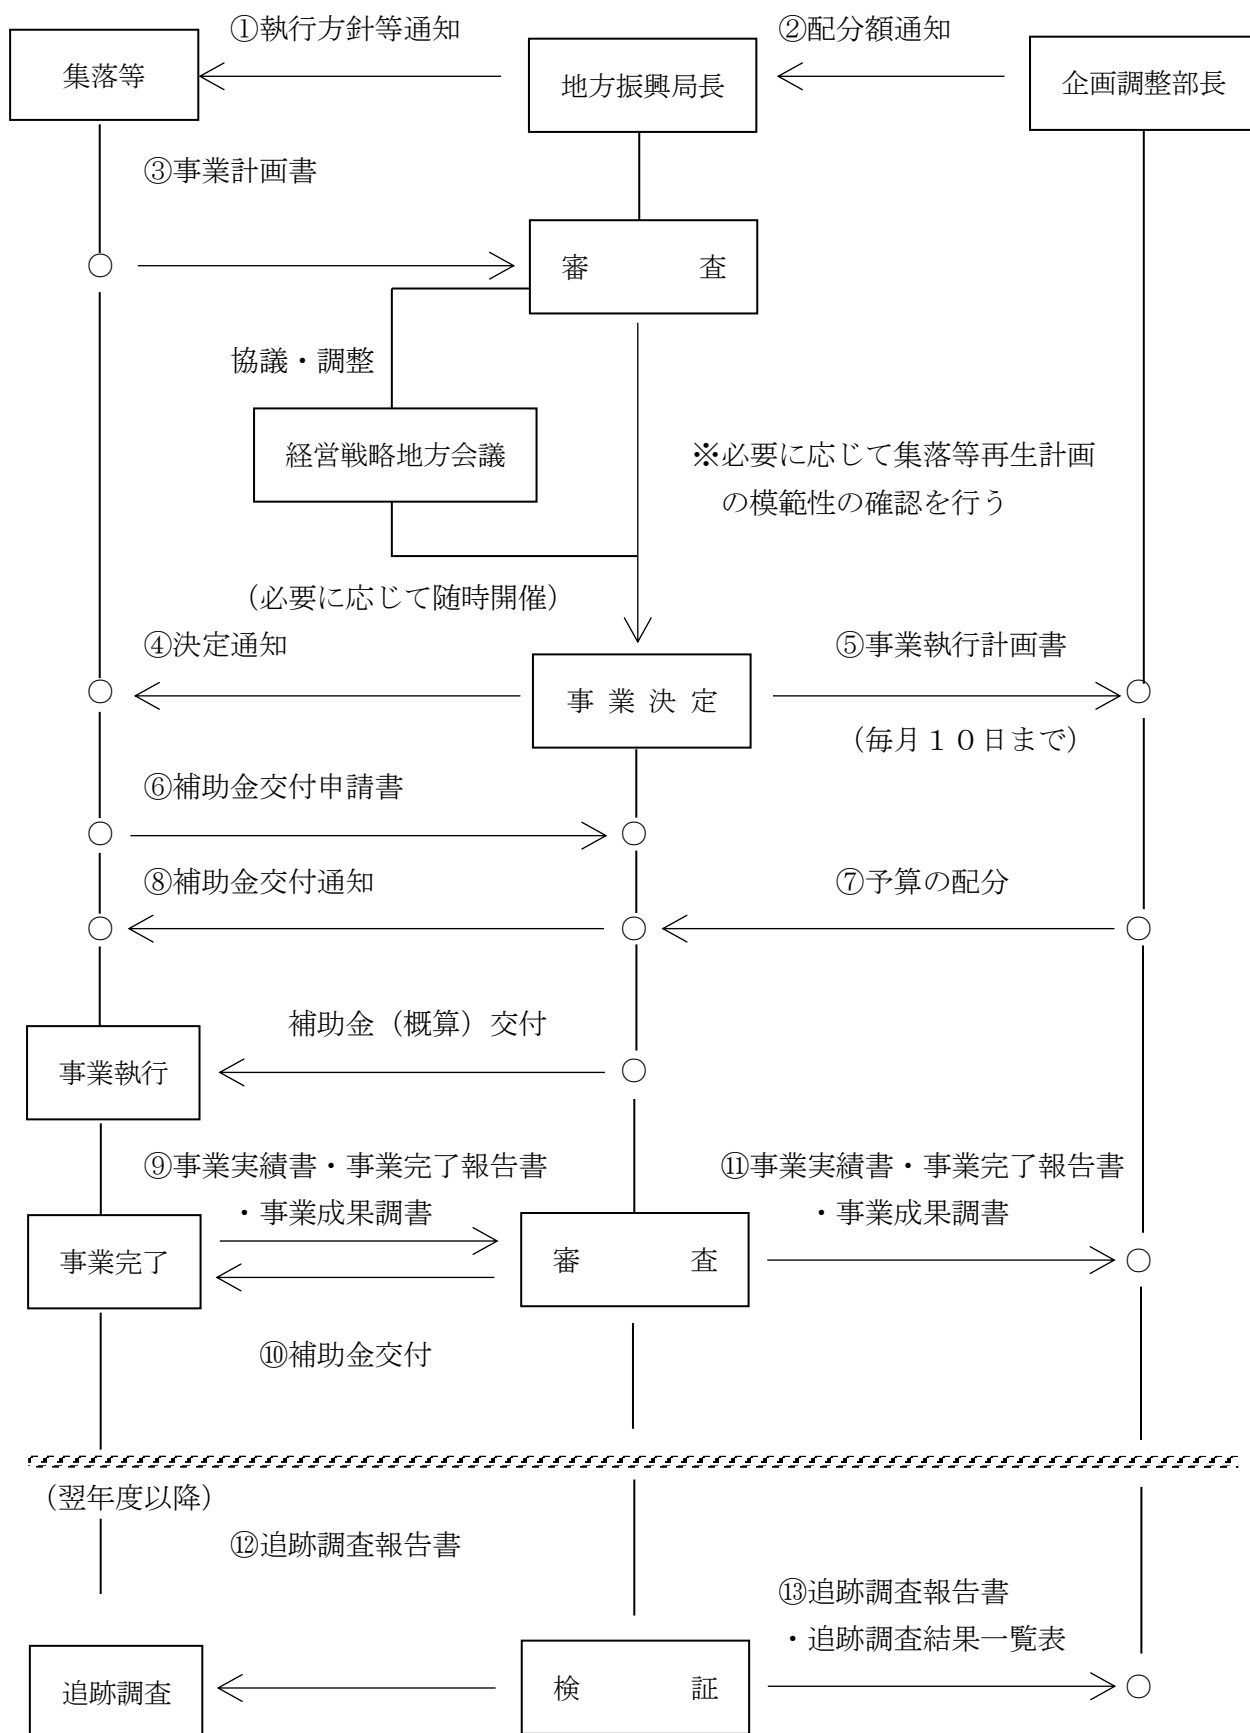 ①執行方針等通知
②配分額通知
集落等
地方振興局長
企画調整部長
③事業計画書
審　　　査
協議・調整
経営戦略地方会議
※必要に応じて集落等再生計画
の模範性の確認を行う
（必要に応じて随時開催）
④決定通知
⑤事業執行計画書
事 業 決 定
（毎月１０日まで）
⑥補助金交付申請書
⑧補助金交付通知
⑦予算の配分
補助金（概算）交付
事業執行
⑨事業実績書・事業完了報告書
・事業成果調書
⑪事業実績書・事業完了報告書
・事業成果調書
事業完了
審　　　査
⑩補助金交付
（翌年度以降）
⑫追跡調査報告書
⑬追跡調査報告書
・追跡調査結果一覧表
追跡調査
検　　　証